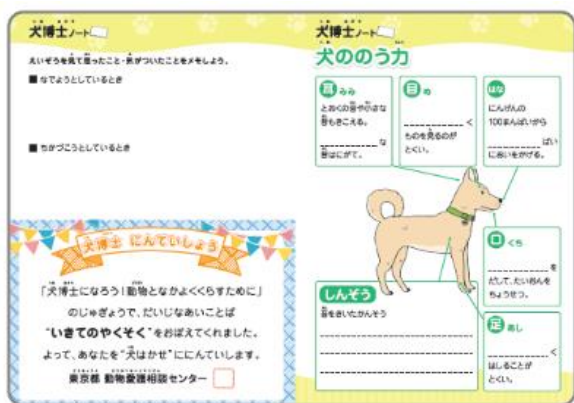 犬博士ノート
えいぞうを見て思ったこと・気がついたことをメモしよう。
■ なでようとしているとき
■ ちかづこうとしているとき
犬博士 にんていしょう
「犬博士になろう!動物となかよくくらすために」
のじゅぎょうで、だいじなあいことば
“いきてのやくそく”をおぼえてくれました。
よって、あなたを“犬はかせ”ににんていします。
東京都 動物愛護相談センター
犬博士ノート
犬ののう力
耳 みみ
とおくの音や小さな
音もきこえる。
な
音はにがて。
目 め
く
ものを見るのが
とくい。
はな
にんげんの
100まんばいから
ばい
においをかげる。
口 くち
を
だして、たいおんを
ちょうせつ。
しんぞう
音をきいたかんそう
足 あし
く
はしることが
とくい。